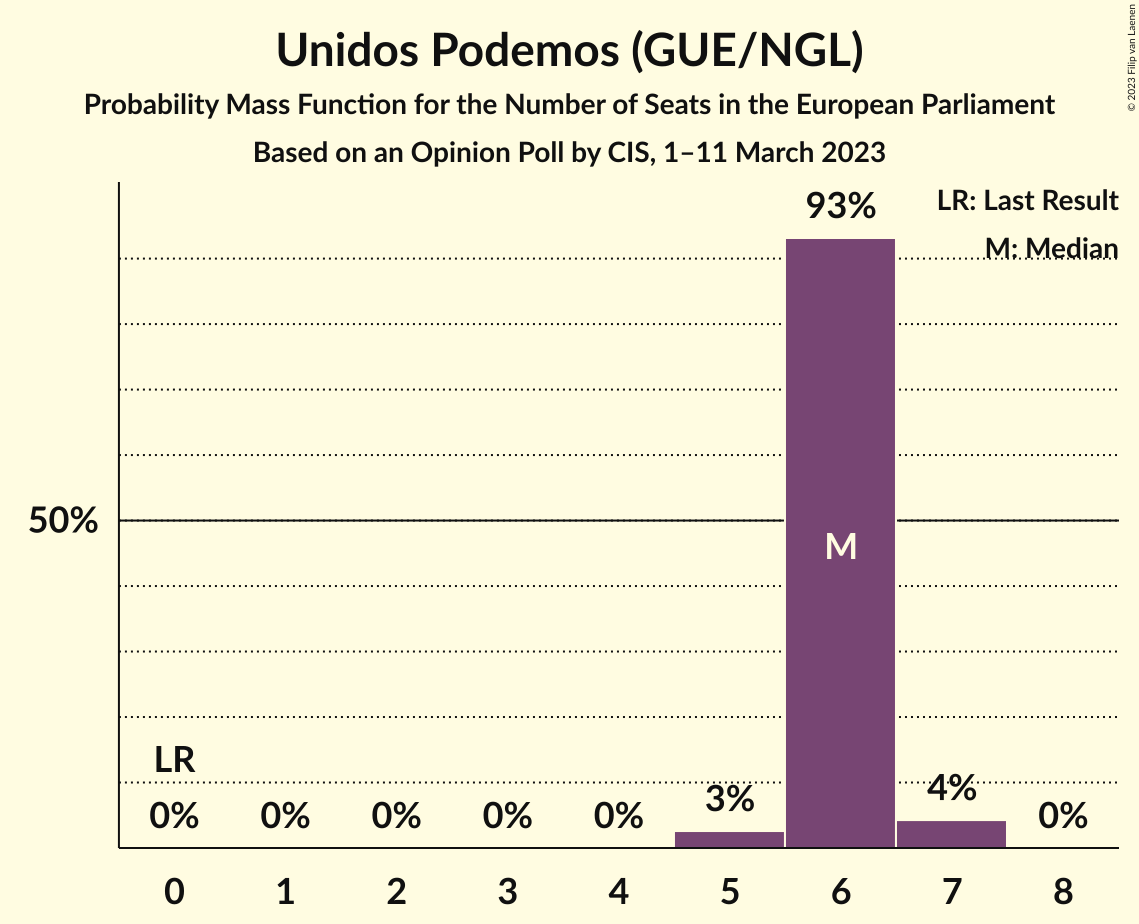 Unidos Podemos (GUE/NGL)
Probability Mass Function for the Number of Seats in the European Parliament
Based on an Opinion Poll by CIS, 1–11 March 2023
© 2023 Filip van Laenen
LR: Last Result
M: Median
93%
50%
M
LR
0% 0% 0% 0% 0% 3% 4% 0%
0 1 2 3 4 5 6 7 8